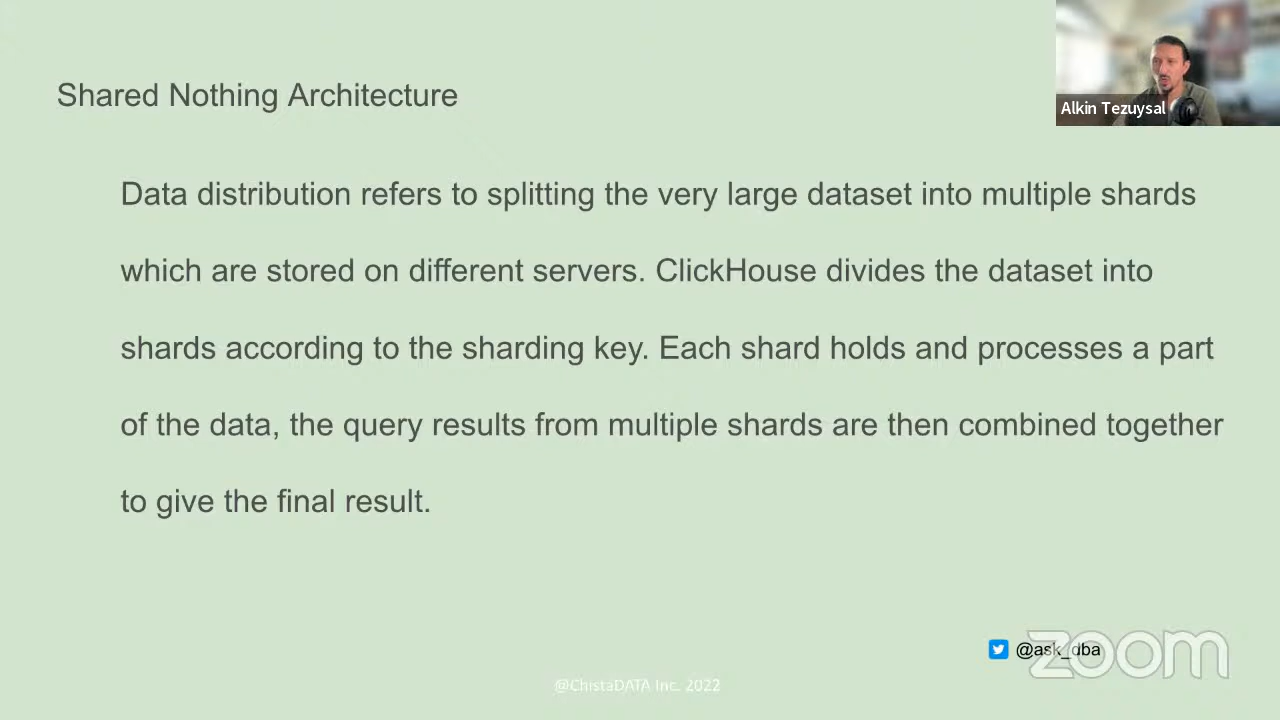 Shared Nothing Architecture
Alkin Tezuysal
Data distribution refers to splitting the very large dataset into multiple shards
which are stored on different servers. ClickHouse divides the dataset into
shards according to the sharding key. Each shard holds and processes a part
of the data, the query results from multiple shards are then combined together
to give the final result.
@ask_dba
zoom
@ChistaDATA Inc. 2022